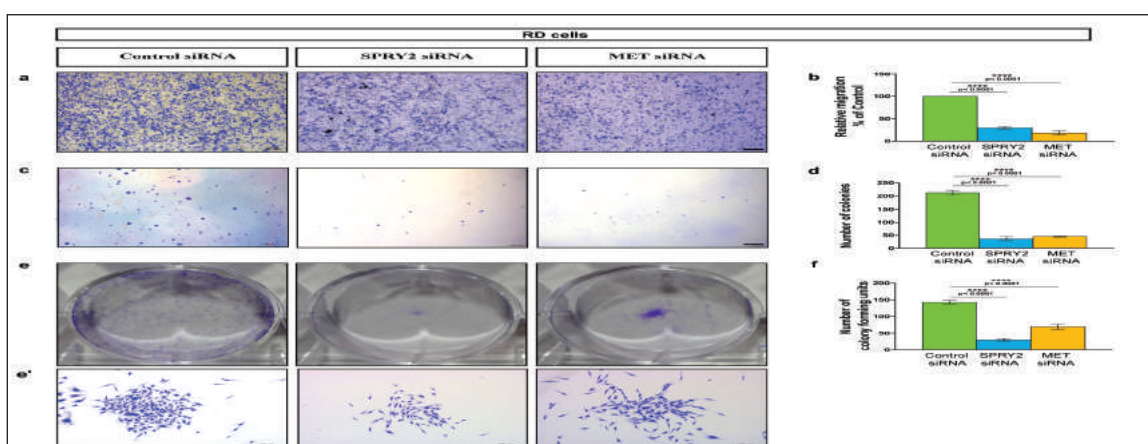 RD cells
Control siRNA
SPRY2 siRNA
MET siRNA
a
b
Relative migration
% of Control
150
100
50
0
****
p< 0.0001
****
p< 0.0001
Control
siRNA
SPRY2
siRNA
MET
siRNA
c
d
Number of colonies
250
200
150
100
50
0
****
p< 0.0001
****
p< 0.0001
Control
siRNA
SPRY2
siRNA
MET
siRNA
e
f
Number of
colony forming units
200
150
100
50
0
****
p< 0.0001
****
p< 0.0001
Control
siRNA
SPRY2
siRNA
MET
siRNA
e'